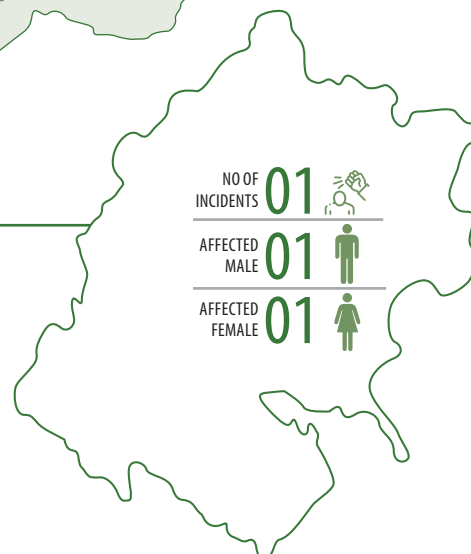 NO OF
INCIDENTS 01
AFFECTED
MALE 01
AFFECTED
FEMALE 01